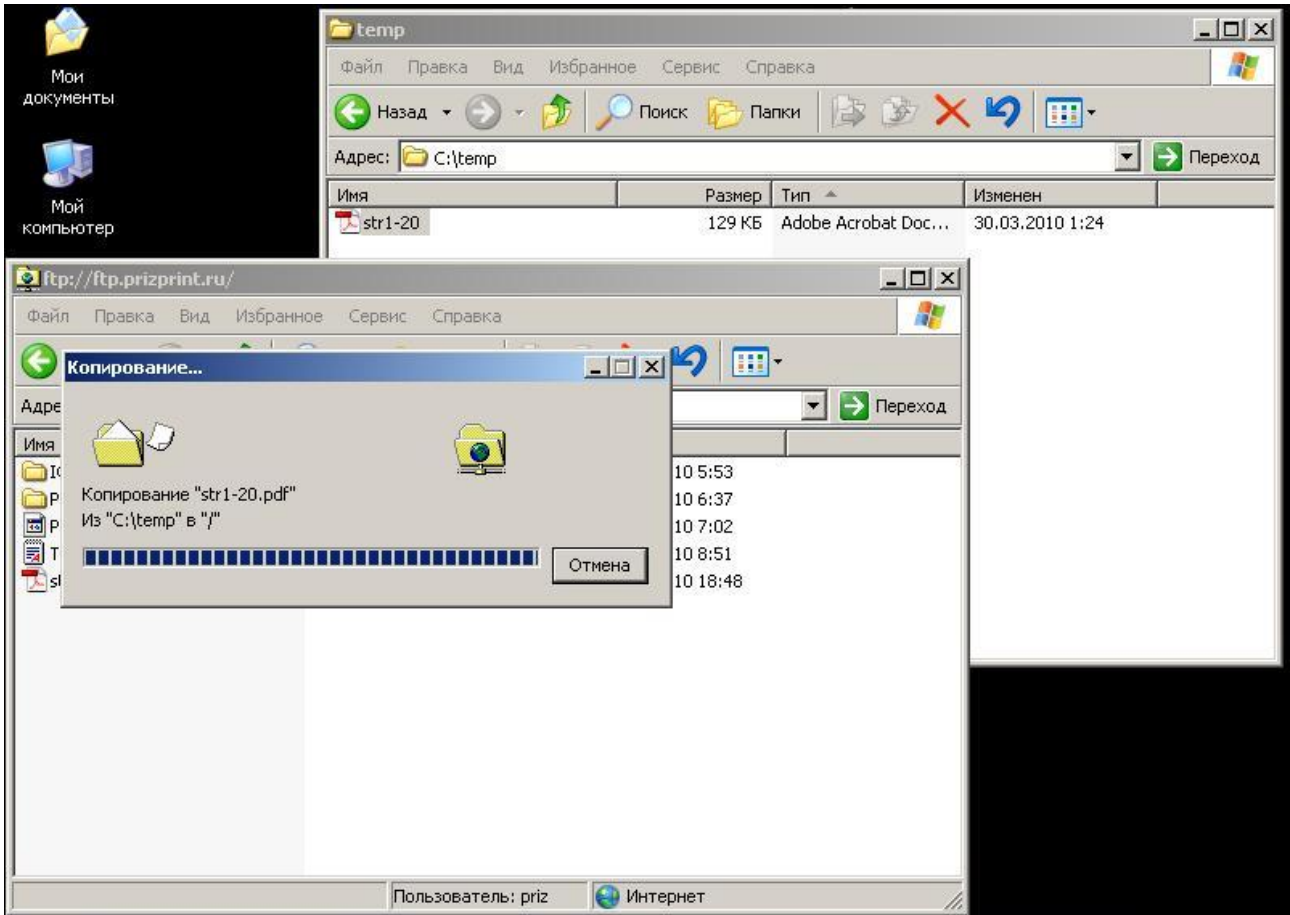 Мои
документы
Мой
компьютер
temp
Файл Правка Вид Избранное Сервис Справка
Назад Поиск Папки
Адрес: C:\temp Переход
Имя Размер Тип Изменен
str1-20 129 КБ Adobe Acrobat Doc... 30.03.2010 1:24
ftp://ftp.prizprint.ru/
Файл Правка Вид Избранное Сервис Справка
Переход
Имя
10 5:53
10 6:37
10 7:02
10 8:51
10 18:48
Копирование...
Копирование "str1-20.pdf"
Из "C:\temp" в "/"
Отмена
Пользователь: priz Интернет